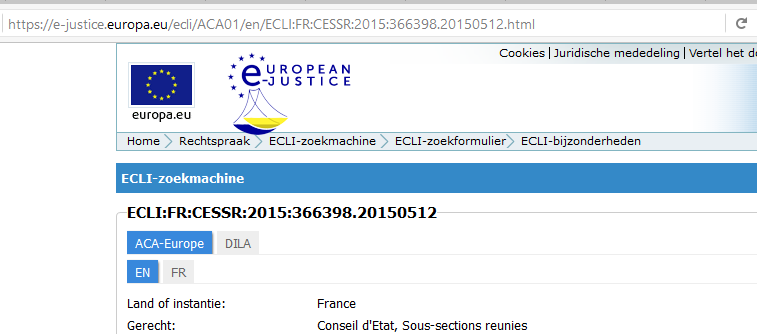 https://e-justice.europa.eu/ecli/ACA01/en/ECLI:FR:CESSR:2015:366398.20150512.html
Cookies | Juridische mededeling | Vertel het
europa.eu
EUROPEAN
e-JUSTICE
Home Rechtspraak ECLI-zoekmachine ECLI-zoekformulier ECLI-bijzonderheden
ECLI-zoekmachine
ECLI:FR:CESSR:2015:366398.20150512
ACA-Europe DILA
EN FR
Land of instantie: France
Gerecht: Conseil d'Etat, Sous-sections reunies